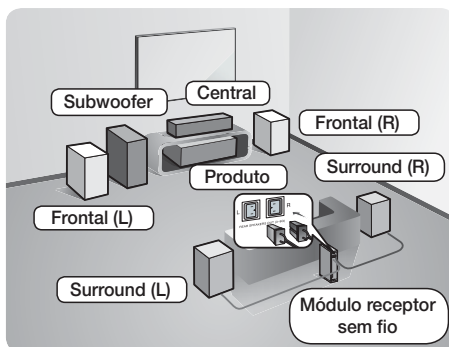 Subwoofer
Central
Frontal (R)
Surround (R)
Produto
Frontal (L)
L
R
Surround (L)
Módulo receptor
sem fio